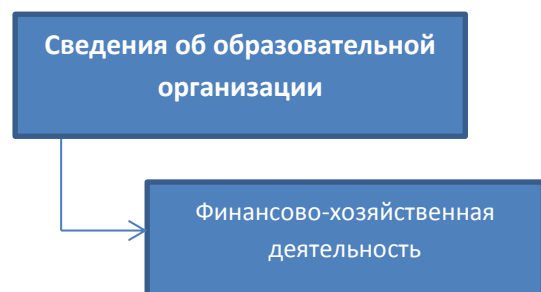 Сведения об образовательной
организации
Финансово-хозяйственная
деятельность